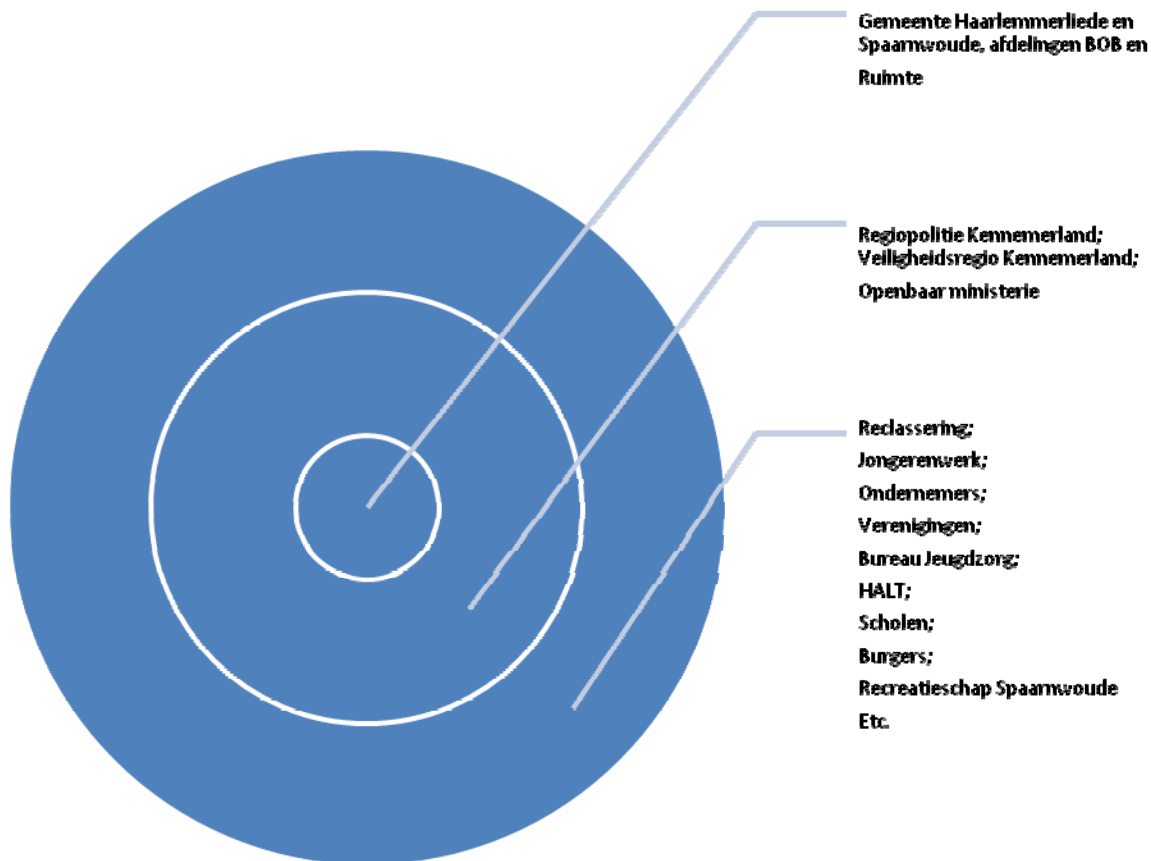 Gemeente Haarlemmerliede en
Spaarnwoude, afdelingen BOB en
Ruimte
Regiopolitie Kennemerland;
Veiligheidsregio Kennemerland;
Openbaar ministerie
Reclassering;
Jongerenwerk;
Ondernemers;
Verenigingen;
Bureau Jeugdzorg;
HALT;
Scholen;
Burgers;
Recreatieschap Spaarnwoude
Etc.